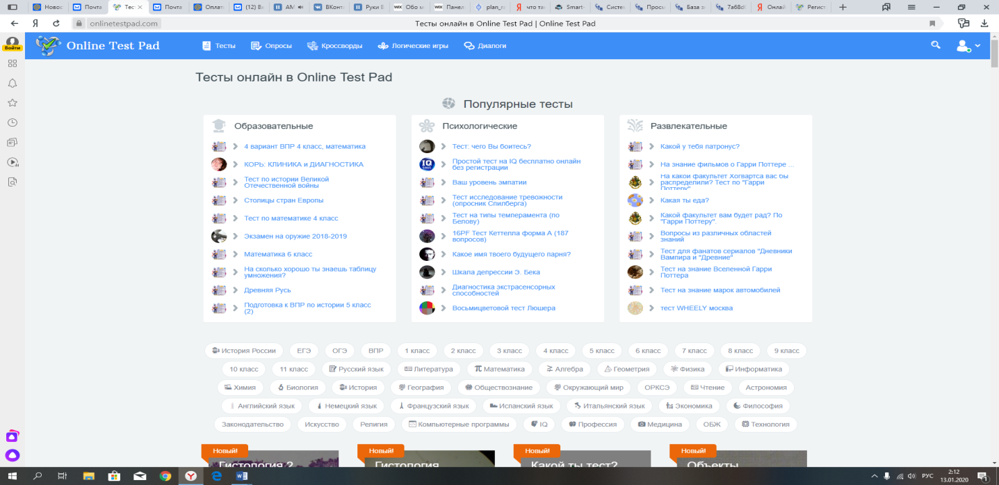 Новос
Почта
Тес
Почта
Оплат
(12) Вх
АМ
ВКонт
Руки В
WIX Обо м
WIX Панел
plan_ra
что та
Smart-
Систе
Просм
База з
Онлай
Регист
onlinetestpad.com
Тесты онлайн в Online Test Pad | Online Test Pad
Войти
Online Test Pad
Тесты
Опросы
Кроссворды
Логические игры
Диалоги
Тесты онлайн в Online Test Pad
Популярные тесты
Образовательные
4 вариант ВПР 4 класс, математика
КОРЬ: КЛИНИКА и ДИАГНОСТИКА
Тест по истории Великой
Отечественной войны
Столицы стран Европы
Тест по математике 4 класс
Экзамен на оружие 2018-2019
Математика 6 класс
На сколько хорошо ты знаешь таблицу
умножения?
Древняя Русь
Подготовка к ВПР по истории 5 класс
(2)
Психологические
Тест: чего Вы боитесь?
IQ
test
Простой тест на IQ бесплатно онлайн
без регистрации
Ваш уровень эмпатии
Тест исследование тревожности
(опросник Спилберга)
Тест на типы темперамента (по
Белову)
16PF Тест Кеттелла форма А (187
вопросов)
Какое имя твоего будущего парня?
Шкала депрессии Э. Бека
Диагностика экстрасенсорных
способностей
Восьмицветовой тест Люшера
Развлекательные
Какой у тебя патронус?
На знание фильмов о Гарри Поттере ...
На какой факультет Хогвартса вас бы
распределили? Тест по "Гарри
Поттеру"
Какая ты еда?
Какой факультет вам будет рад? По
"Гарри Поттеру".
Вопросы из различных областей
знаний
Тест для фанатов сериалов "Дневники
Вампира и "Древние"
Тест на знание Вселенной Гарри
Поттера
Тест на знание марок автомобилей
тест WHEELY москва
История России ЕГЭ ОГЭ ВПР 1 класс 2 класс 3 класс 4 класс 5 класс 6 класс 7 класс 8 класс 9 класс
10 класс 11 класс Русский язык Литература Математика Алгебра Геометрия Физика Информатика
Химия Биология История География Обществознание Окружающий мир ОРКСЭ Чтение Астрономия
Английский язык Немецкий язык Французский язык Испанский язык Итальянский язык Экономика Философия
Законодательство Искусство Религия Компьютерные программы IQ Профессия Медицина ОБЖ Технология
Новый! Новый! Новый! Новый!
Гистология 2 Гистология Какой ты тест? Объекты
РУС
2:12
13.01.2020